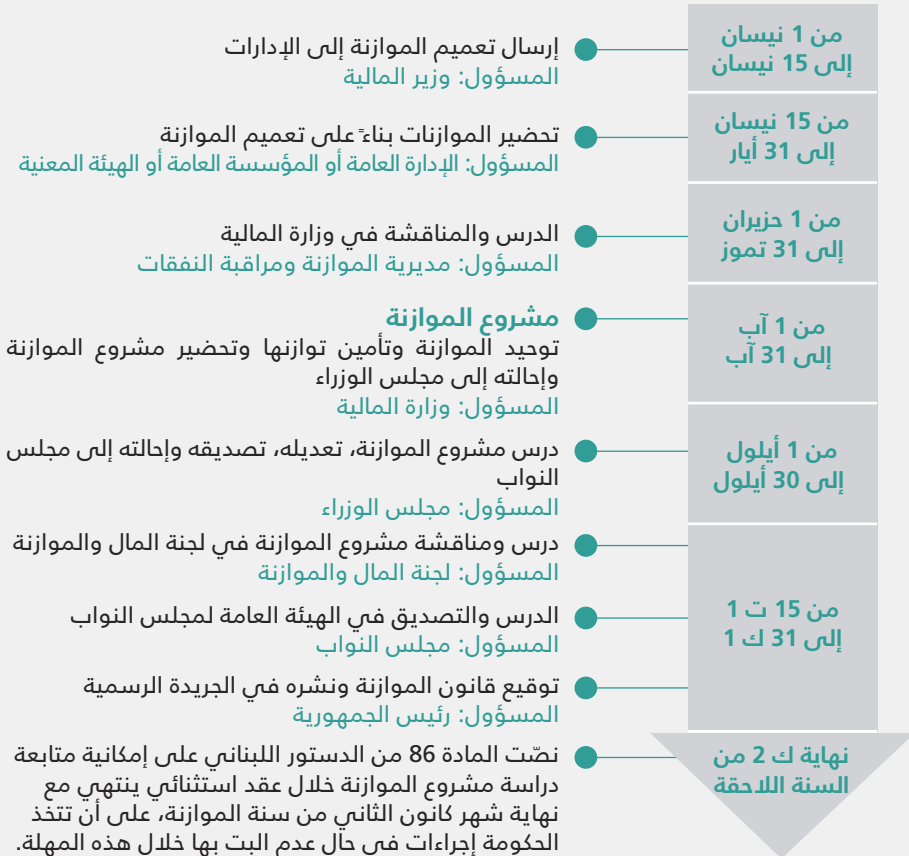 من 1 نيسان
إلى 15 نيسان
إرسال تعميم الموازنة إلى الإدارات
المسؤول: وزير المالية
من 15 نيسان
إلى 31 أيار
تحضير الموازنات بناءً على تعميم الموازنة
المسؤول: الإدارة العامة أو المؤسسة العامة أو الهيئة المعنية
من 1 حزيران
إلى 31 تموز
الدرس والمناقشة في وزارة المالية
المسؤول: مديرية الموازنة ومراقبة النفقات
من 1 آب
إلى 31 آب
مشروع الموازنة
توحيد الموازنة وتأمين توازنها وتحضير مشروع الموازنة
وإحالته إلى مجلس الوزراء
المسؤول: وزارة المالية
من 1 أيلول
إلى 30 أيلول
درس مشروع الموازنة، تعديله، تصديقه وإحالته إلى مجلس
النواب
المسؤول: مجلس الوزراء
من 15 ت 1
إلى 31 ك 1
درس ومناقشة مشروع الموازنة في لجنة المال والموازنة
المسؤول: لجنة المال والموازنة
الدرس والتصديق في الهيئة العامة لمجلس النواب
المسؤول: مجلس النواب
توقيع قانون الموازنة ونشره في الجريدة الرسمية
المسؤول: رئيس الجمهورية
نهاية ك 2 من
السنة اللاحقة
نصّت المادة 86 من الدستور اللبناني على إمكانية متابعة
دراسة مشروع الموازنة خلال عقد استثنائي ينتهي مع
نهاية شهر كانون الثاني من سنة الموازنة، على أن تتخذ
الحكومة إجراءات في حال عدم البت بها خلال هذه المهلة.